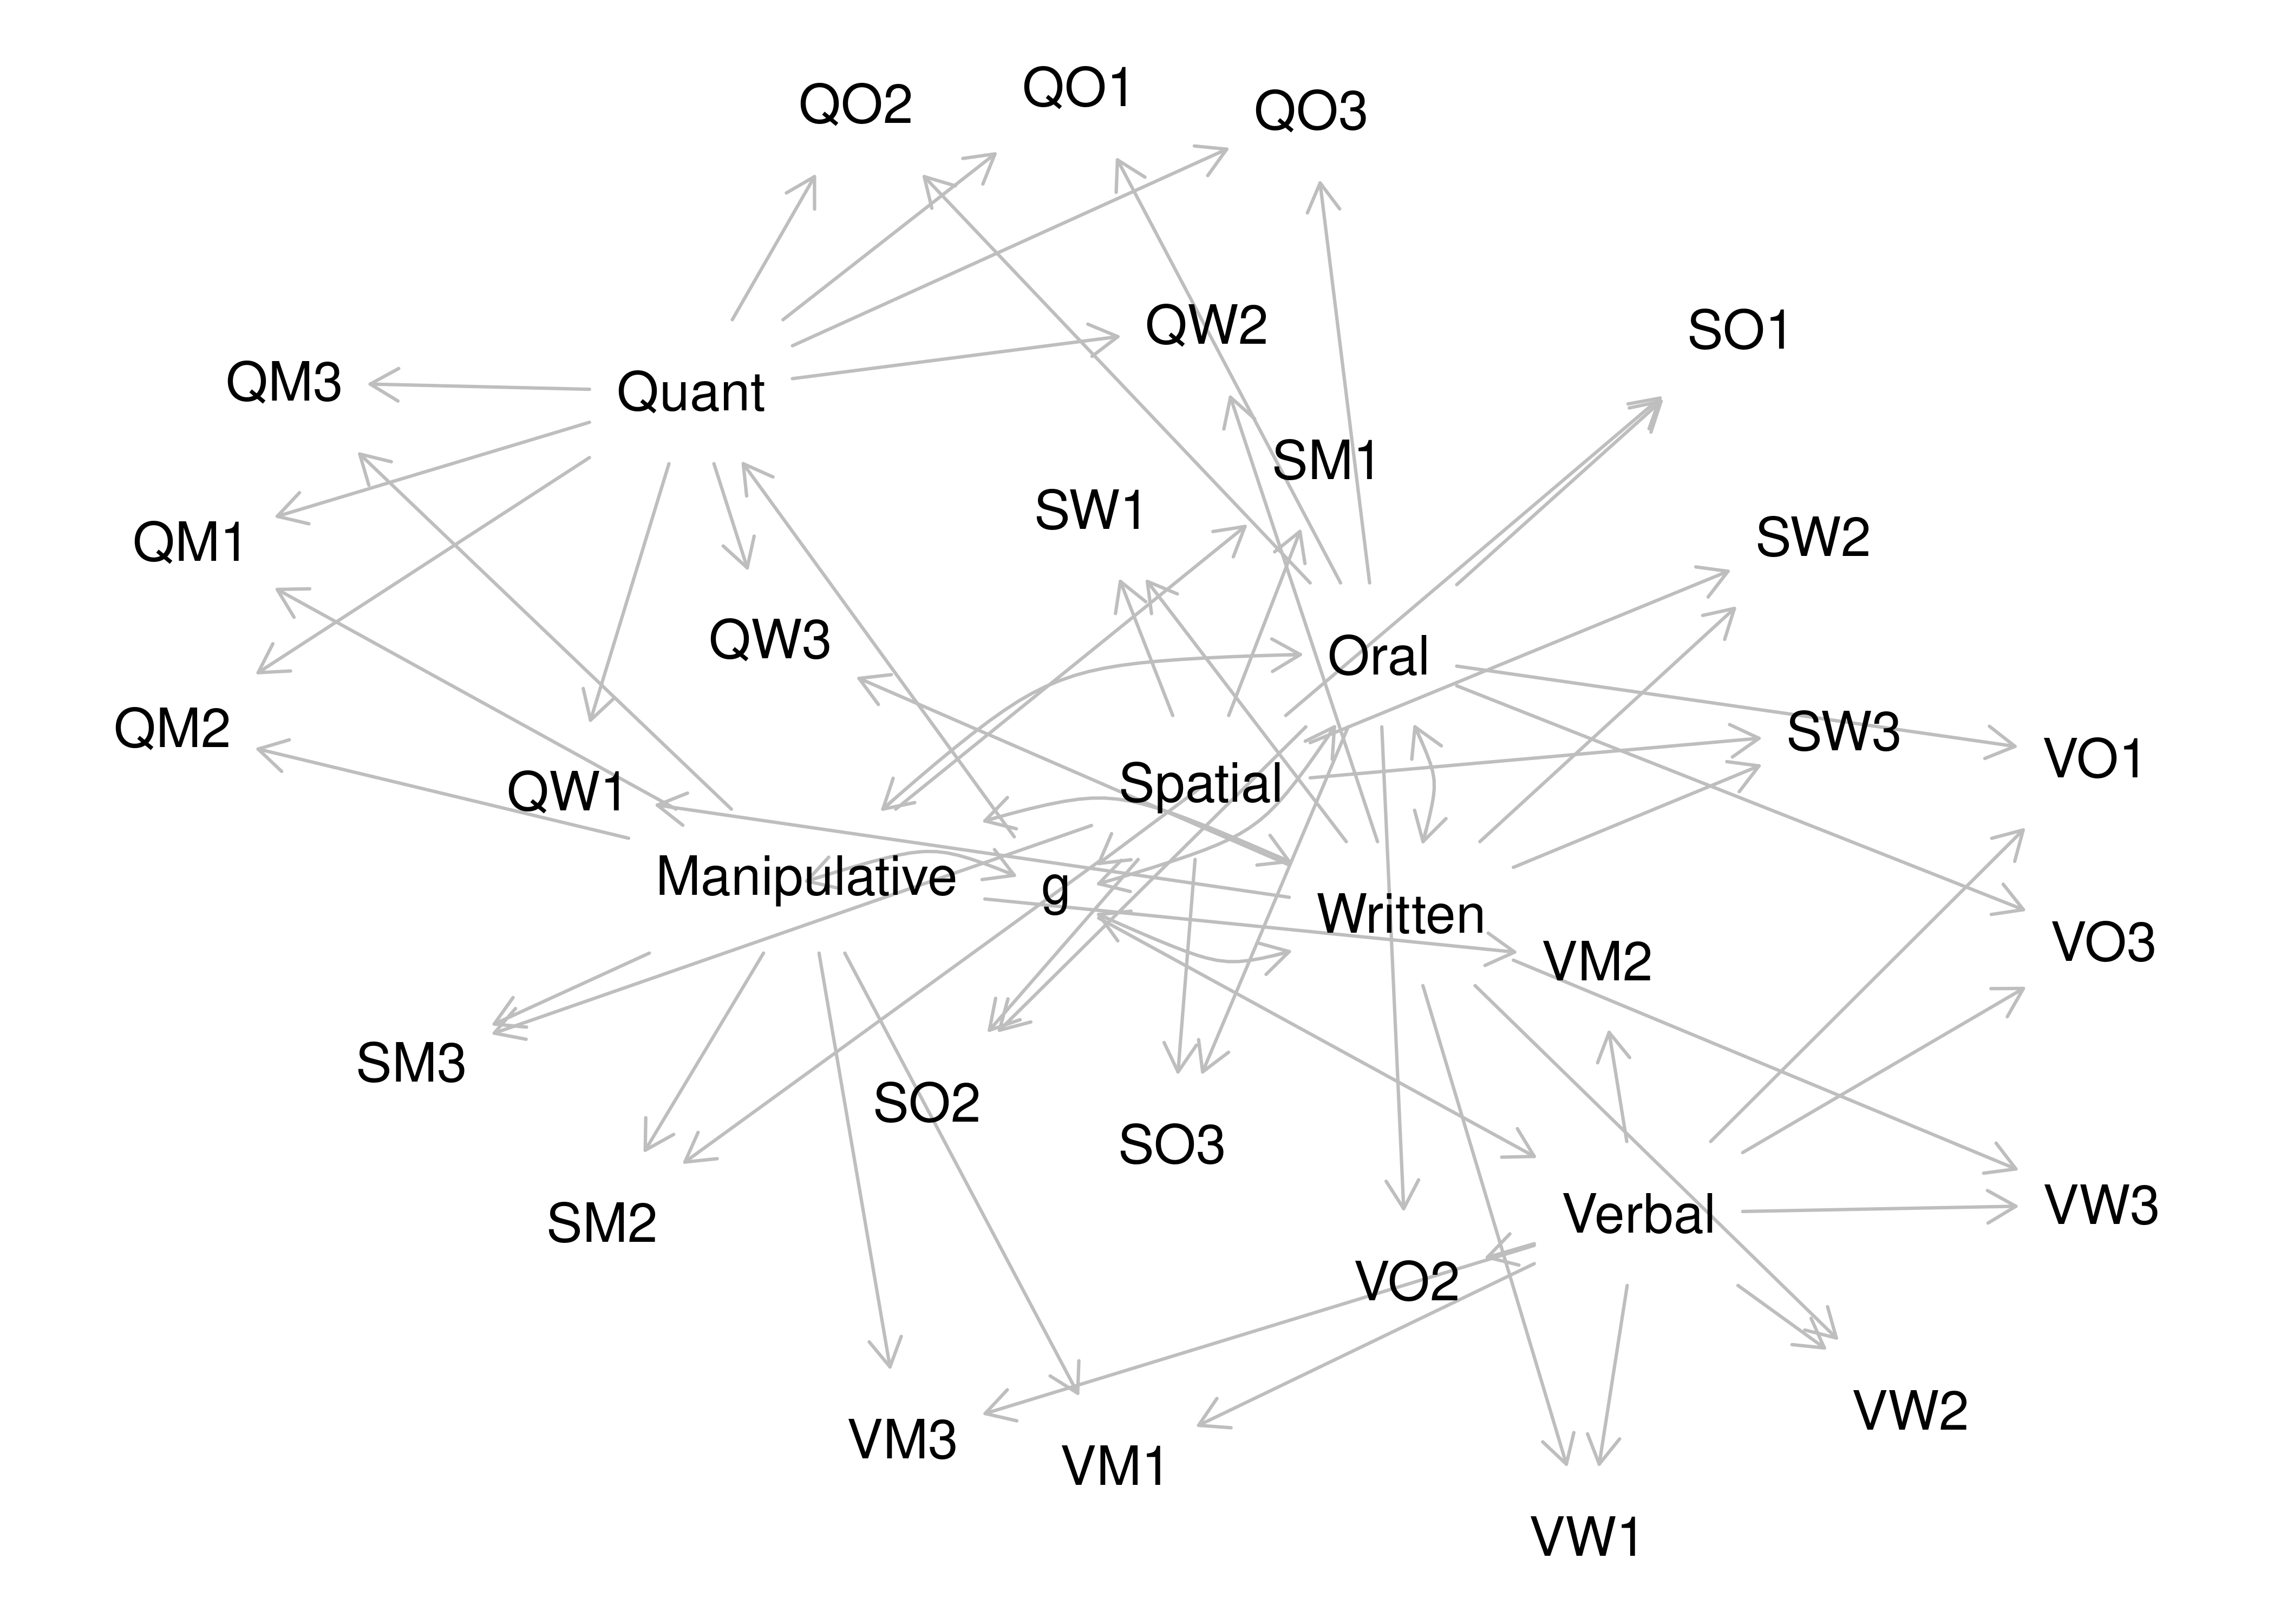 QO2
QO1
QO3
QW2
SO1
QM3
Quant
SM1
SW1
SW2
QM1
QW3
Oral
QM2
SW3
VO1
QW1
Spatial
Manipulative
g
Written
VO3
VM2
SM3
SO2
SO3
SM2
Verbal
VW3
VO2
VW2
VM3
VM1
VW1